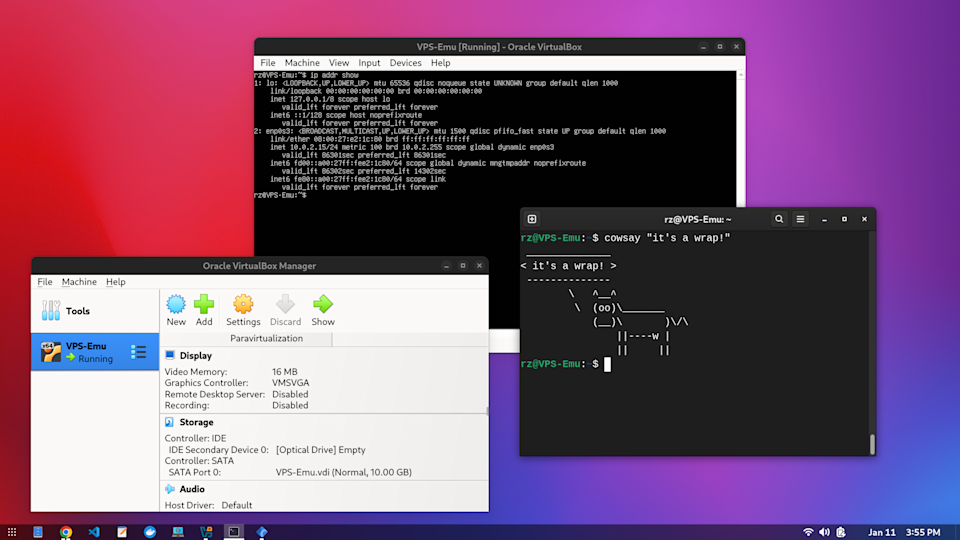 VPS-Emu [Running] - Oracle VirtualBox
File Machine View Input Devices Help
rz@VPS-Emu:~$ ip addr show
1: lo: <LOOPBACK,UP,LOWER_UP> mtu 65536 qdisc noqueue state UNKNOWN group default qlen 1000
    link/loopback 00:00:00:00:00:00 brd 00:00:00:00:00:00
    inet 127.0.0.1/8 scope host lo
       valid_lft forever preferred_lft forever
    inet6 ::1/128 scope host noprefixroute
       valid_lft forever preferred_lft forever
2: enp0s3: <BROADCAST,MULTICAST,UP,LOWER_UP> mtu 1500 qdisc pfifo_fast state UP group default qlen 1000
    link/ether 08:00:27:e2:1c:80 brd ff:ff:ff:ff:ff:ff
    inet 10.0.2.15/24 metric 100 brd 10.0.2.255 scope global dynamic enp0s3
       valid_lft 86301sec preferred_lft 86301sec
    inet6 fd00::a00:27ff:fee2:1c80/64 scope global dynamic mngtmpaddr noprefixroute
       valid_lft 86302sec preferred_lft 14302sec
    inet6 fe80::a00:27ff:fee2:1c80/64 scope link
       valid_lft forever preferred_lft forever
rz@VPS-Emu:~$
rz@VPS-Emu: ~
rz@VPS-Emu:~$ cowsay "it's a wrap!"
 ______________
< it's a wrap! >
 --------------
        \   ^__^
         \  (oo)\_______
            (__)\       )\/\
                ||----w |
                ||     ||
rz@VPS-Emu:~$
Oracle VirtualBox Manager
File Machine Help
Tools
New Add Settings Discard Show
VPS-Emu
Running
Paravirtualization
Display
Video Memory: 16 MB
Graphics Controller: VMSVGA
Remote Desktop Server: Disabled
Recording: Disabled
Storage
Controller: IDE
IDE Secondary Device 0: [Optical Drive] Empty
Controller: SATA
SATA Port 0: VPS-Emu.vdi (Normal, 10.00 GB)
Audio
Host Driver: Default
Jan 11 3:55 PM